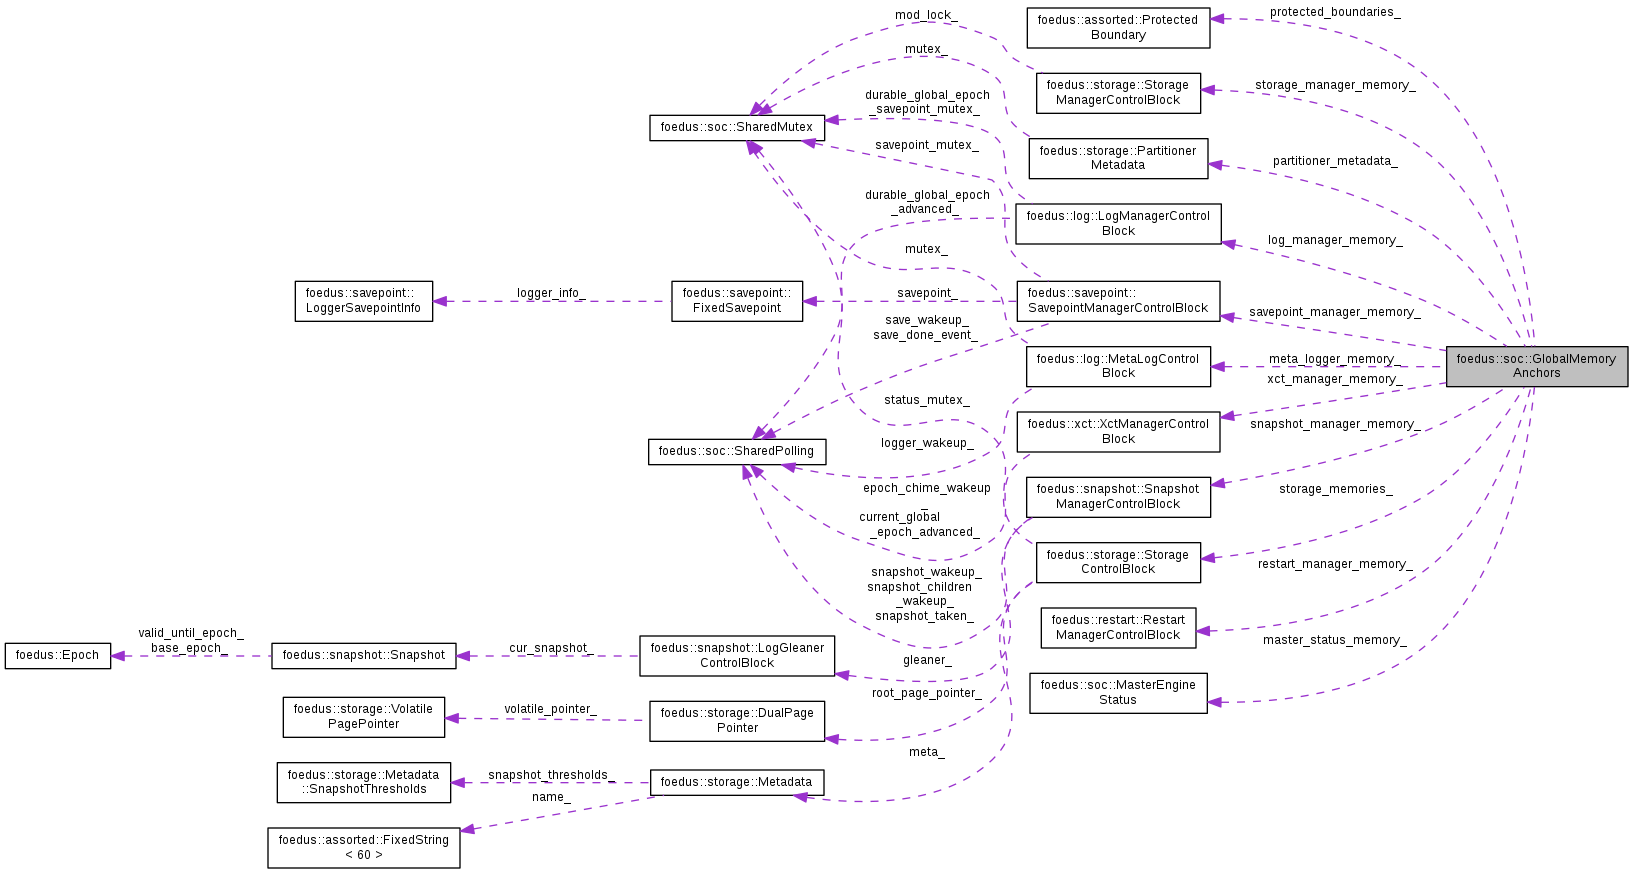 protected_boundaries_
mod_lock_
foedus::assorted::Protected
Boundary
mutex_
storage_manager_memory_
foedus::storage::Storage
ManagerControlBlock
durable_global_epoch
_savepoint_mutex_
foedus::soc::SharedMutex
savepoint_mutex_
foedus::storage::Partitioner
Metadata
partitioner_metadata_
durable_global_epoch
_advanced_
foedus::log::LogManagerControl
Block
log_manager_memory_
mutex_
foedus::savepoint::
LoggerSavepointInfo
logger_info_
foedus::savepoint::
FixedSavepoint
savepoint_
foedus::savepoint::
SavepointManagerControlBlock
savepoint_manager_memory_
save_wakeup_
save_done_event_
foedus::log::MetaLogControl
Block
meta_logger_memory_
foedus::soc::GlobalMemory
Anchors
xct_manager_memory_
status_mutex_
foedus::xct::XctManagerControl
Block
snapshot_manager_memory_
foedus::soc::SharedPolling
logger_wakeup_
epoch_chime_wakeup
_
foedus::snapshot::Snapshot
ManagerControlBlock
storage_memories_
current_global
_epoch_advanced_
foedus::storage::Storage
ControlBlock
restart_manager_memory_
snapshot_wakeup_
snapshot_children
_wakeup_
snapshot_taken_
foedus::restart::Restart
ManagerControlBlock
master_status_memory_
foedus::Epoch
valid_until_epoch_
base_epoch_
foedus::snapshot::Snapshot
cur_snapshot_
foedus::snapshot::LogGleaner
ControlBlock
gleaner_
foedus::soc::MasterEngine
Status
root_page_pointer_
foedus::storage::Volatile
PagePointer
volatile_pointer_
foedus::storage::DualPage
Pointer
meta_
foedus::storage::Metadata
::SnapshotThresholds
snapshot_thresholds_
foedus::storage::Metadata
name_
foedus::assorted::FixedString
< 60 >